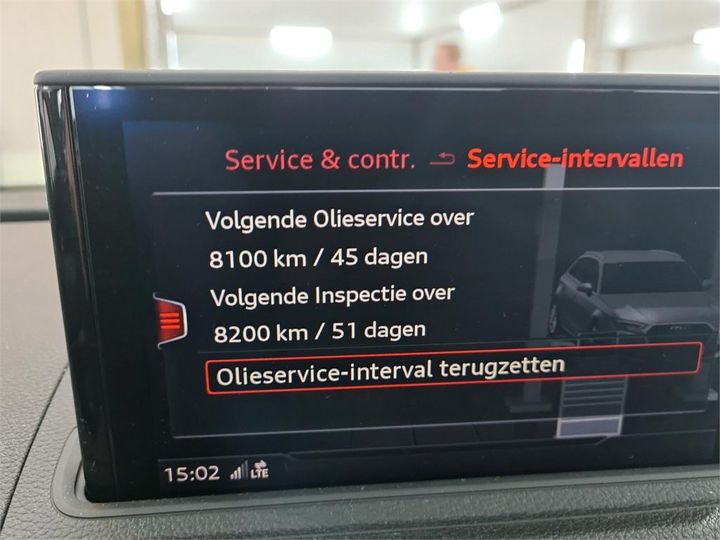 Service & contr. Service-intervallen
Volgende Olieservice over
8100 km / 45 dagen
Volgende Inspectie over
8200 km / 51 dagen
Olieservice-interval terugzetten
15:02 LTE